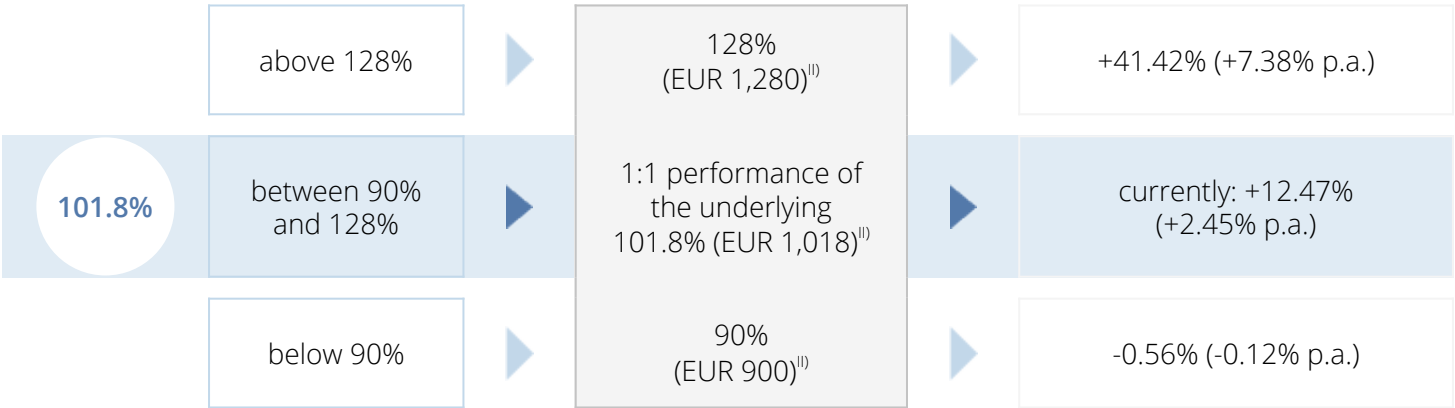 above 128%
128%
(EUR 1,280)II)
+41.42% (+7.38% p.a.)
101.8%
between 90%
and 128%
1:1 performance of
the underlying
101.8% (EUR 1,018)II)
currently: +12.47%
(+2.45% p.a.)
below 90%
90%
(EUR 900)II)
-0.56% (-0.12% p.a.)